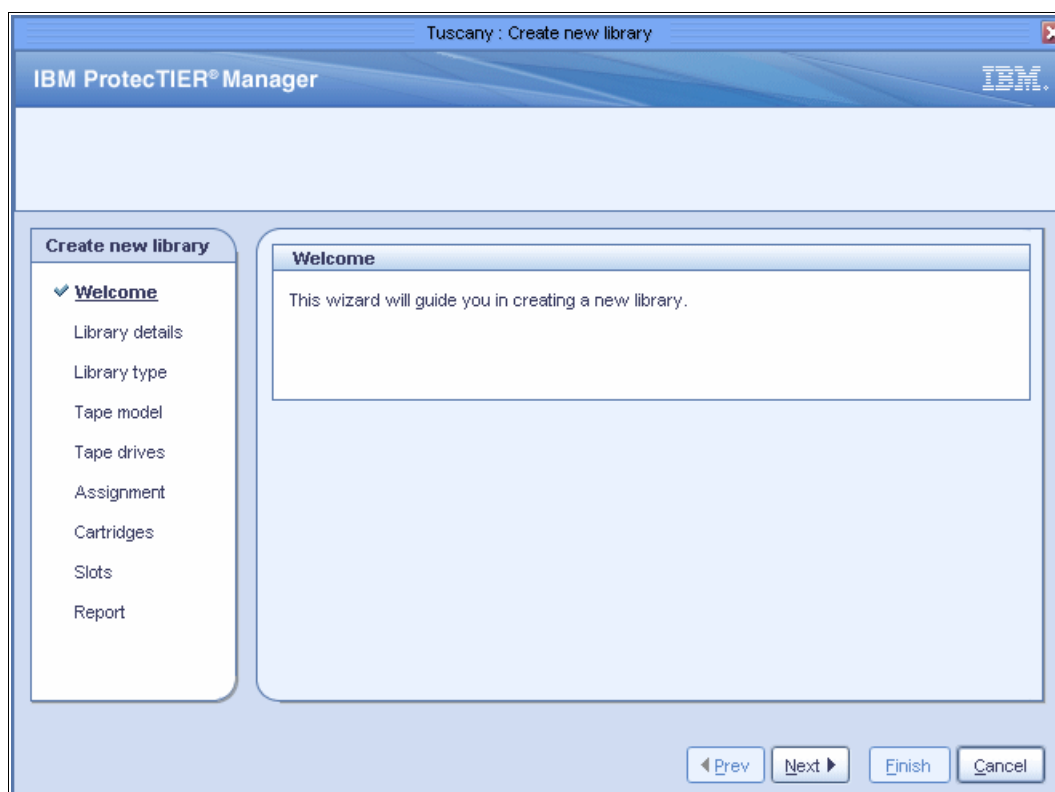 Tuscany : Create new library
IBM ProtecTIER® Manager
IBM.
Create new library
Welcome
Library details
Library type
Tape model
Tape drives
Assignment
Cartridges
Slots
Report
Welcome
This wizard will guide you in creating a new library.
Prev Next Finish Cancel